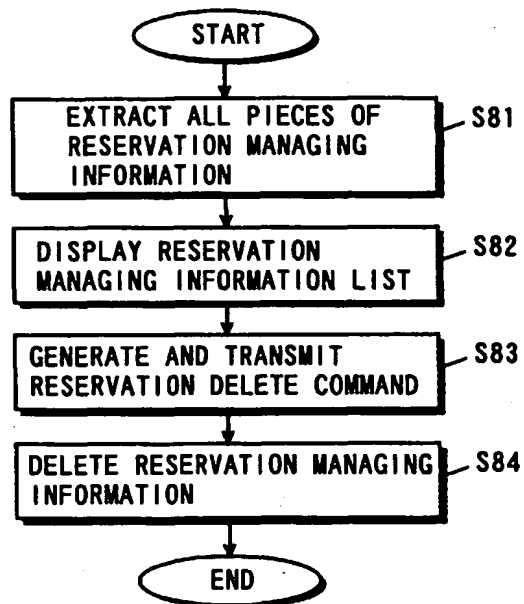 START
EXTRACT ALL PIECES OF
RESERVATION MANAGING
INFORMATION
S81
DISPLAY RESERVATION
MANAGING INFORMATION LIST
S82
GENERATE AND TRANSMIT
RESERVATION DELETE COMMAND
S83
DELETE RESERVATION MANAGING
INFORMATION
S84
END